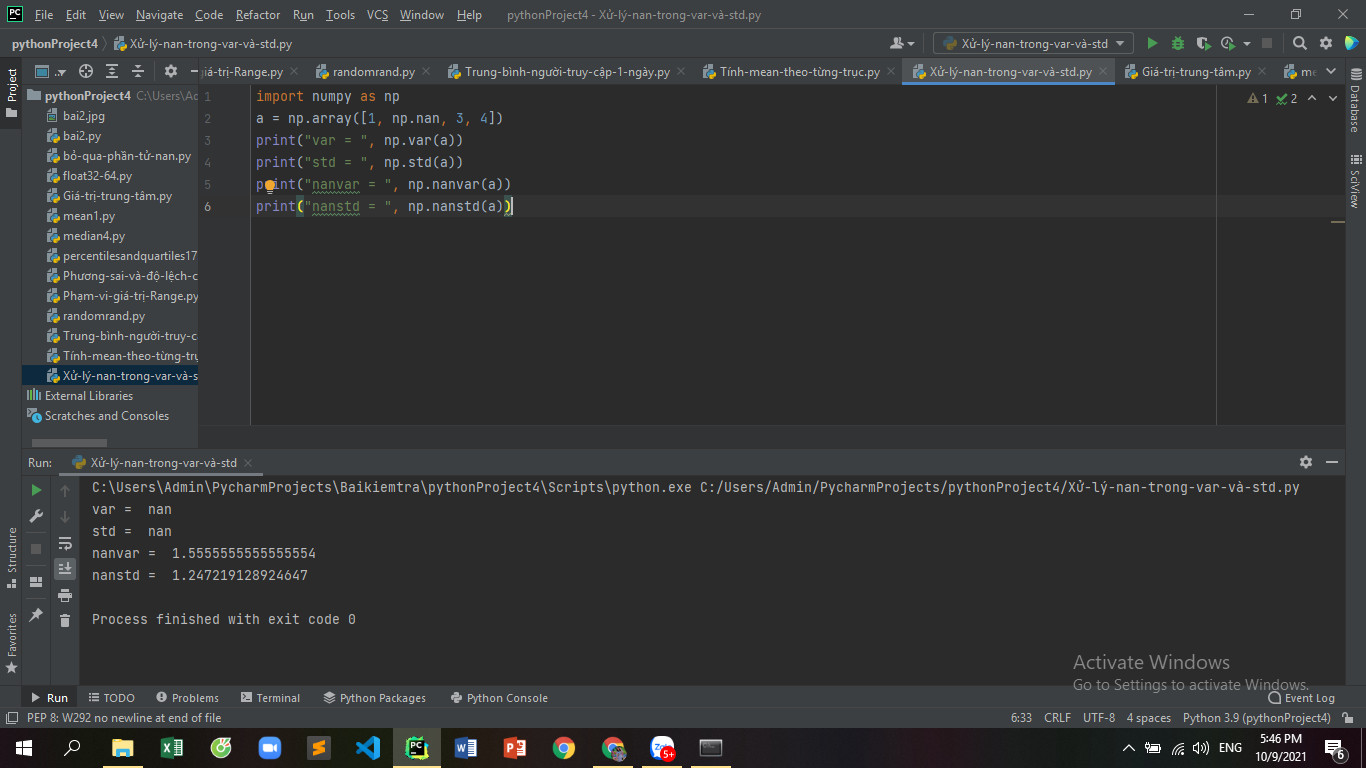 PC File Edit View Navigate Code Refactor Run Tools VCS Window Help pythonProject4 - Xử-lý-nan-trong-var-và-std.py
pythonProject4 Xử-lý-nan-trong-var-và-std.py Xử-lý-nan-trong-var-và-std
iá-trị-Range.py randomrand.py Trung-bình-người-truy-cập-1-ngày.py Tính-mean-theo-từng-trục.py Xử-lý-nan-trong-var-và-std.py Giá-trị-trung-tâm.py me
Project
pythonProject4 C:\Users\Ad
bai2.jpg
bai2.py
bỏ-qua-phần-tử-nan.py
float32-64.py
Giá-trị-trung-tâm.py
mean1.py
median4.py
percentilesandquartiles17
Phương-sai-và-độ-lệch-c
Phạm-vi-giá-trị-Range.py
randomrand.py
Trung-bình-người-truy-c
Tính-mean-theo-từng-trụ
Xử-lý-nan-trong-var-và-s
External Libraries
Scratches and Consoles
1 import numpy as np
2 a = np.array([1, np.nan, 3, 4])
3 print("var = ", np.var(a))
4 print("std = ", np.std(a))
5 print("nanvar = ", np.nanvar(a))
6 print("nanstd = ", np.nanstd(a))
1 2
Database
SciView
Run: Xử-lý-nan-trong-var-và-std
C:\Users\Admin\PycharmProjects\Baikiemtra\pythonProject4\Scripts\python.exe C:/Users/Admin/PycharmProjects/pythonProject4/Xử-lý-nan-trong-var-và-std.py
var =  nan
std =  nan
nanvar =  1.5555555555555554
nanstd =  1.247219128924647
Process finished with exit code 0
Structure
Favorites
Activate Windows
Go to Settings to activate Windows.
Run TODO Problems Terminal Python Packages Python Console Event Log
PEP 8: W292 no newline at end of file 6:33 CRLF UTF-8 4 spaces Python 3.9 (pythonProject4)
PC 5+ ENG 5:46 PM
10/9/2021 6